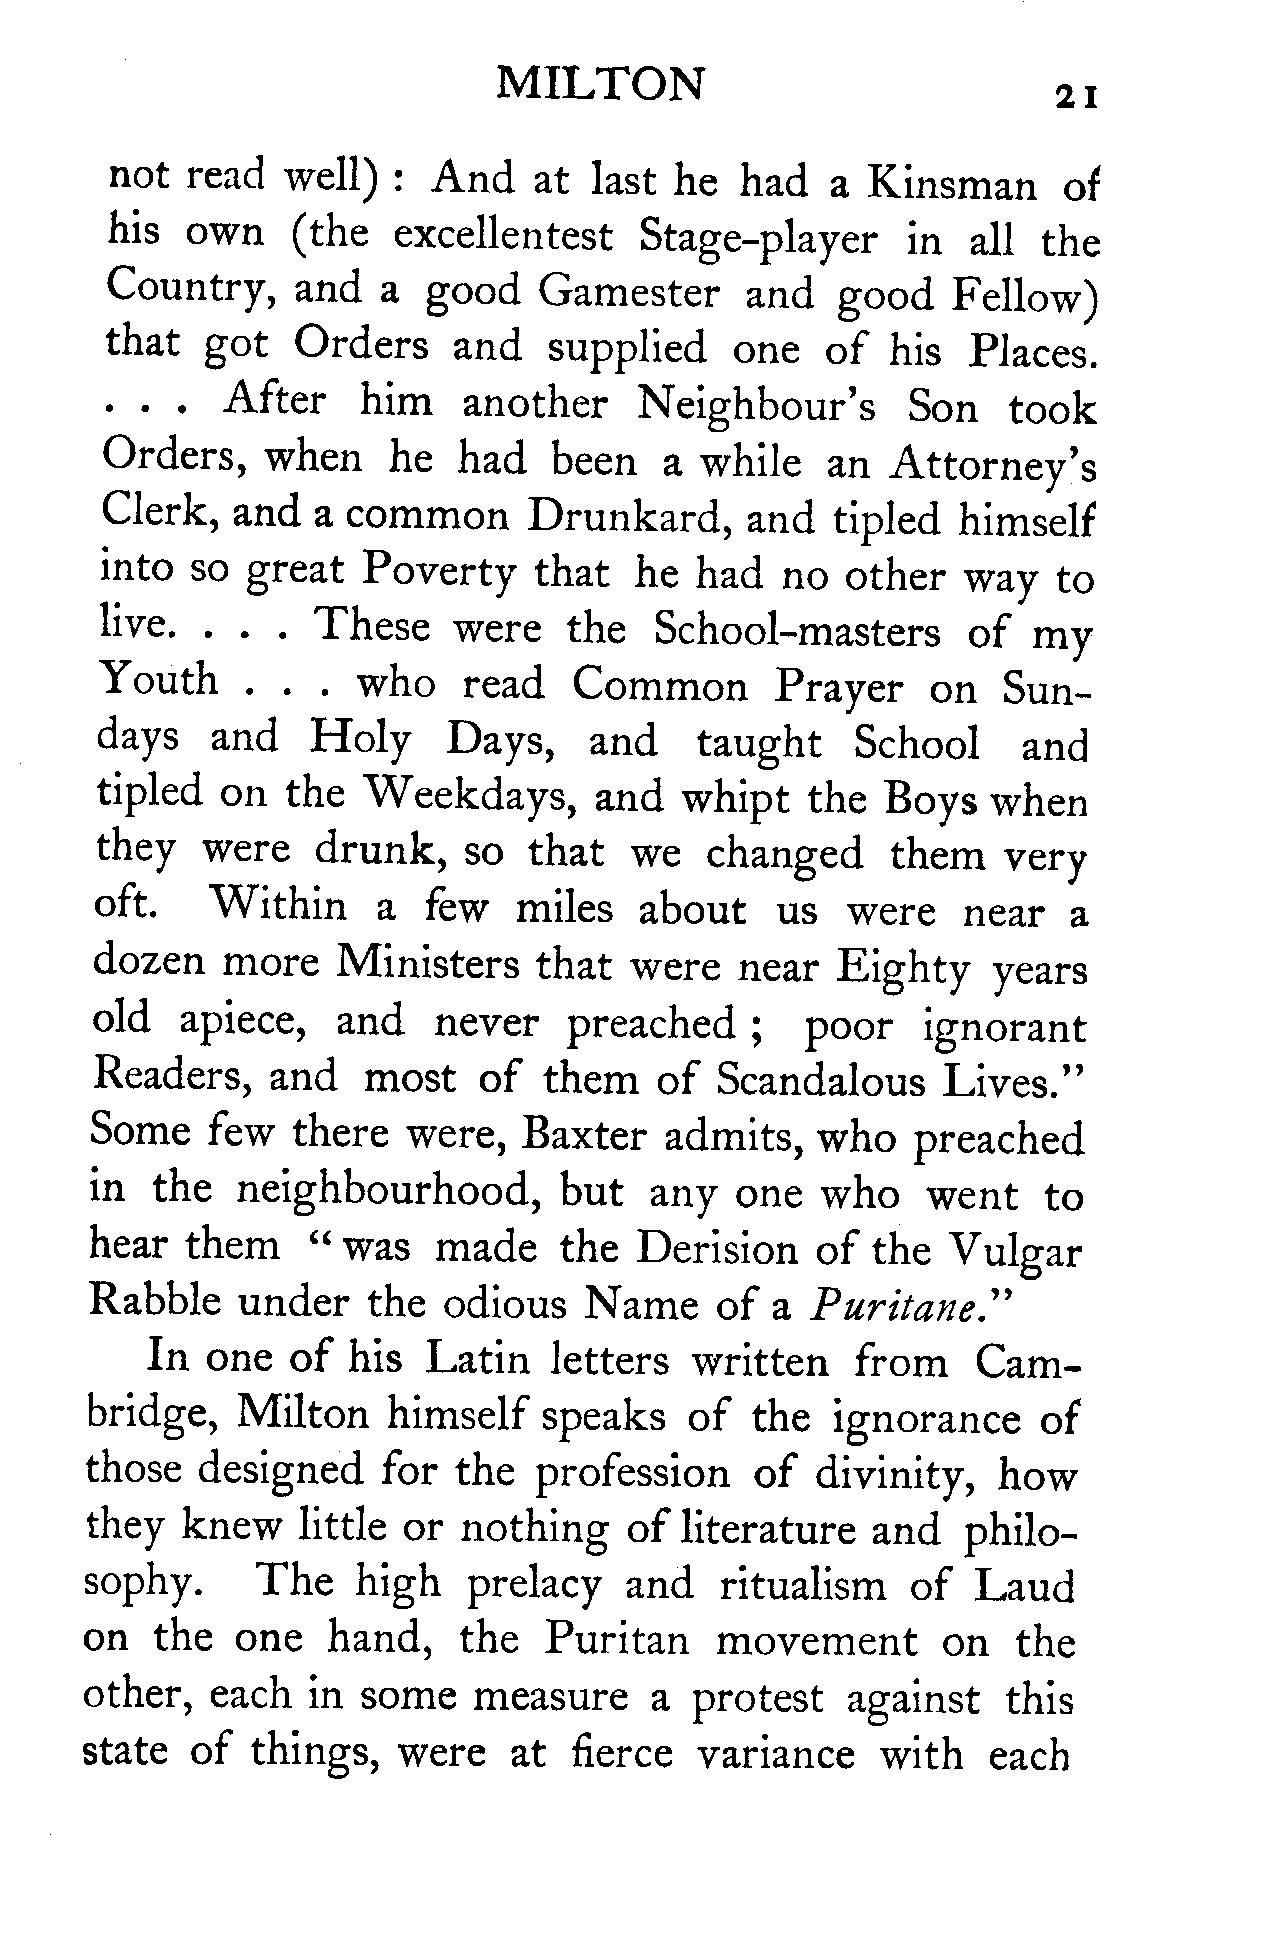 MILTON 21
not read well) : And at last he had a Kinsman of
his own (the excellentest Stage-player in all the
Country, and a good Gamester and good Fellow)
that got Orders and supplied one of his Places.
. . . After him another Neighbour's Son took
Orders, when he had been a while an Attorney's
Clerk, and a common Drunkard, and tipled himself
into so great Poverty that he had no other way to
live. . . . These were the School-masters of my
Youth . . . who read Common Prayer on Sun-
days and Holy Days, and taught School and
tipled on the Weekdays, and whipt the Boys when
they were drunk, so that we changed them very
oft. Within a few miles about us were near a
dozen more Ministers that were near Eighty years
old apiece, and never preached ; poor ignorant
Readers, and most of them of Scandalous Lives."
Some few there were, Baxter admits, who preached
in the neighbourhood, but any one who went to
hear them " was made the Derision of the Vulgar
Rabble under the odious Name of a Puritane."
In one of his Latin letters written from Cam-
bridge, Milton himself speaks of the ignorance of
those designed for the profession of divinity, how
they knew little or nothing of literature and philo-
sophy. The high prelacy and ritualism of Laud
on the one hand, the Puritan movement on the
other, each in some measure a protest against this
state of things, were at fierce variance with each